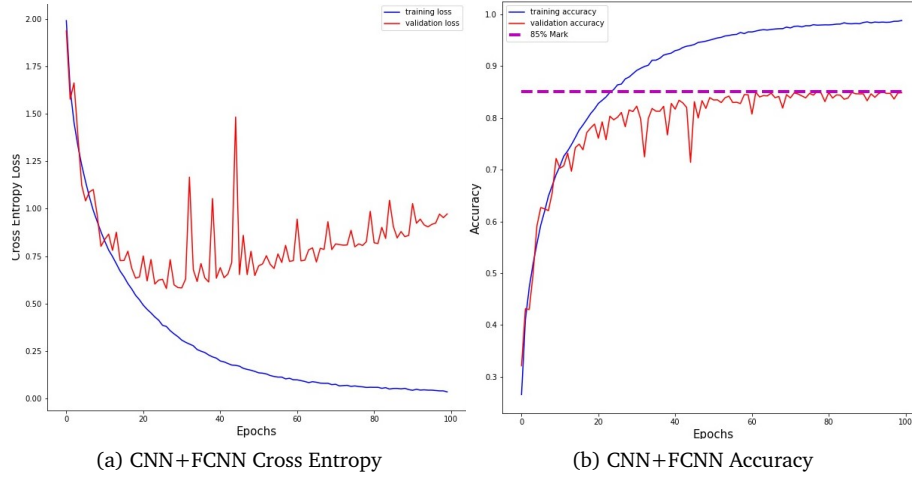 training loss
validation loss
2.00
1.75
1.50
1.25
1.00
0.75
0.50
0.25
0.00
Cross Entropy Loss
0 20 40 60 80 100
Epochs
(a) CNN+FCNN Cross Entropy
training accuracy
validation accuracy
85% Mark
1.0
0.9
0.8
0.7
0.6
0.5
0.4
0.3
Accuracy
0 20 40 60 80 100
Epochs
(b) CNN+FCNN Accuracy